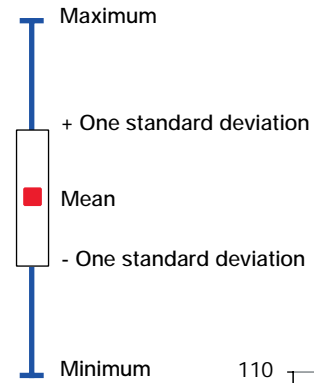 Maximum
+ One standard deviation
Mean
- One standard deviation
Minimum
110